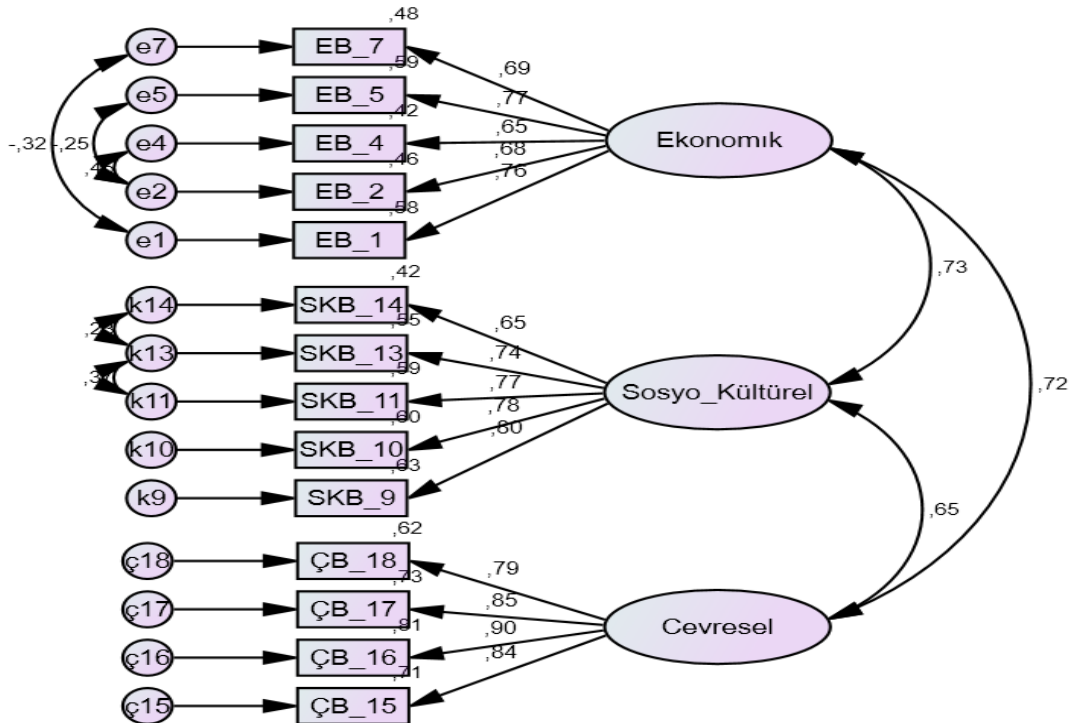 ,48
e7 EB_7
,59
,69
e5 EB_5
,42
,77
e4 EB_4
,46
,65
Ekonomık
-,32 -,25
,68
e2 EB_2
,58
,76
e1 EB_1
,42
,73
k14 SKB_14
,55
,65
k13 SKB_13
,59
,74
k11 SKB_11
,60
,77
Sosyo_Kültürel
,72
,78
k10 SKB_10
,63
,80
k9 SKB_9
,62
,65
ç18 ÇB_18
,73
,79
ç17 ÇB_17
,81
,85
ç16 ÇB_16
,71
,90
Cevresel
,84
ç15 ÇB_15